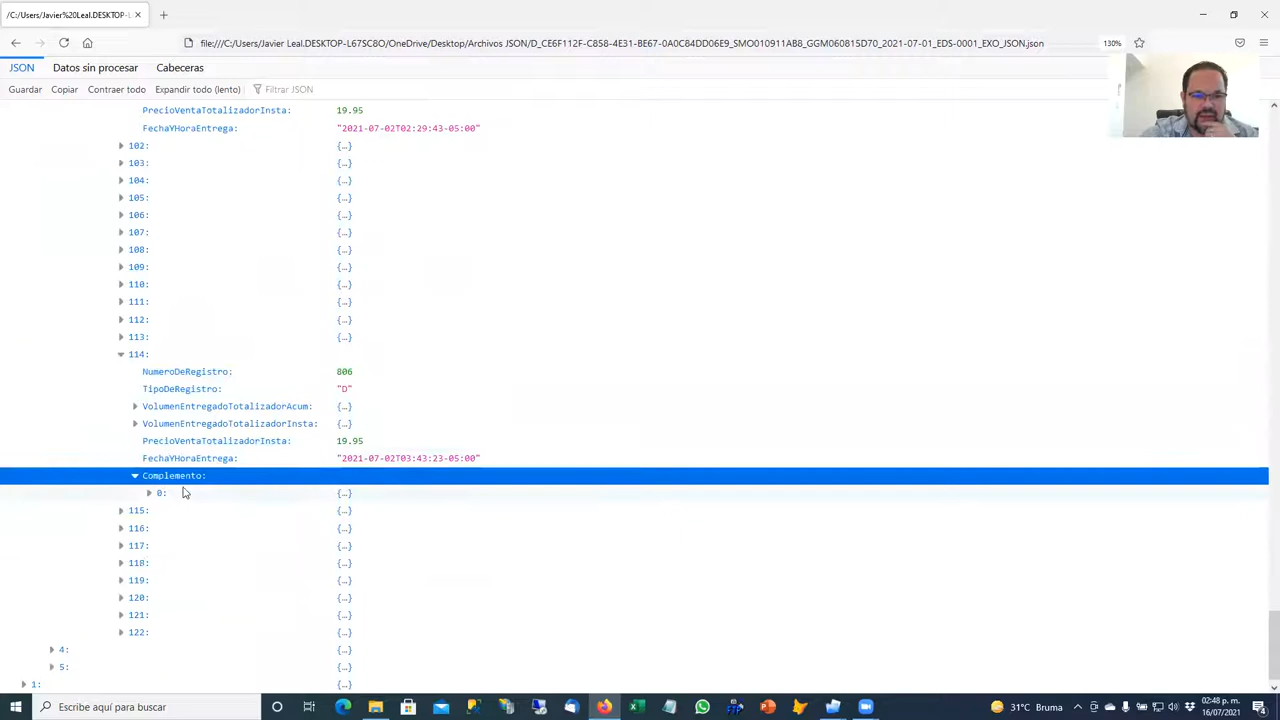 /C:/Users/Javier%20Leal.DESKTOP-L
file:///C:/Users/Javier Leal.DESKTOP-L67SC8O/OneDrive/Desktop/Archivos JSON/D_CE6FF12F-C858-4E31-BE67-0A0C84DD06E9_SMO010911AB8_GGM060815D70_2021-07-01_EDS-0001_EXO_JSON.json 130%
JSON Datos sin procesar Cabeceras
Guardar Copiar Contraer todo Expandir todo (lento) Filtrar JSON
PrecioVentaTotalizadorInsta: 19.95
FechaYHoraEntrega: "2021-07-02T02:29:43-05:00"
102: {…}
103: {…}
104: {…}
105: {…}
106: {…}
107: {…}
108: {…}
109: {…}
110: {…}
111: {…}
112: {…}
113: {…}
114:
NumeroDeRegistro: 806
TipoDeRegistro: "D"
VolumenEntregadoTotalizadorAcum: {…}
VolumenEntregadoTotalizadorInsta: {…}
PrecioVentaTotalizadorInsta: 19.95
FechaYHoraEntrega: "2021-07-02T03:43:23-05:00"
Complemento:
0: {…}
115: {…}
116: {…}
117: {…}
118: {…}
119: {…}
120: {…}
121: {…}
122: {…}
4: {…}
5: {…}
1: {…}
Escribe aquí para buscar 31°C Bruma 02:48 p. m.
16/07/2021